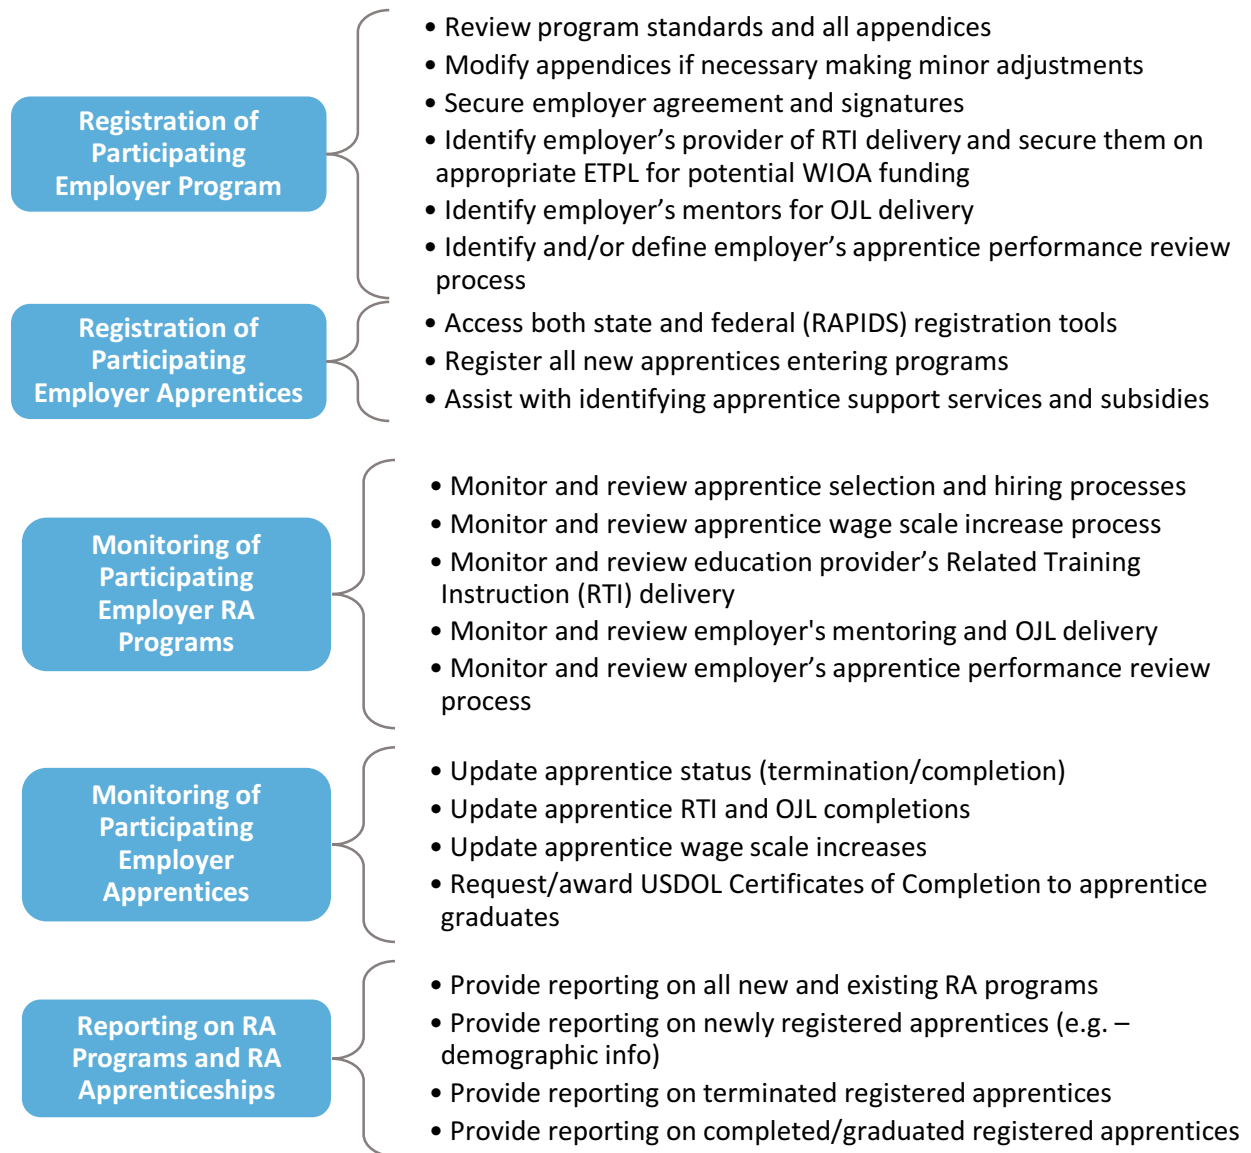 Registration of
Participating
Employer Program
• Review program standards and all appendices
• Modify appendices if necessary making minor adjustments
• Secure employer agreement and signatures
• Identify employer’s provider of RTI delivery and secure them on
appropriate ETPL for potential WIOA funding
• Identify employer’s mentors for OJL delivery
• Identify and/or define employer’s apprentice performance review
process
Registration of
Participating
Employer Apprentices
• Access both state and federal (RAPIDS) registration tools
• Register all new apprentices entering programs
• Assist with identifying apprentice support services and subsidies
Monitoring of
Participating
Employer RA
Programs
• Monitor and review apprentice selection and hiring processes
• Monitor and review apprentice wage scale increase process
• Monitor and review education provider’s Related Training
Instruction (RTI) delivery
• Monitor and review employer's mentoring and OJL delivery
• Monitor and review employer’s apprentice performance review
process
Monitoring of
Participating
Employer
Apprentices
• Update apprentice status (termination/completion)
• Update apprentice RTI and OJL completions
• Update apprentice wage scale increases
• Request/award USDOL Certificates of Completion to apprentice
graduates
Reporting on RA
Programs and RA
Apprenticeships
• Provide reporting on all new and existing RA programs
• Provide reporting on newly registered apprentices (e.g. –
demographic info)
• Provide reporting on terminated registered apprentices
• Provide reporting on completed/graduated registered apprentices